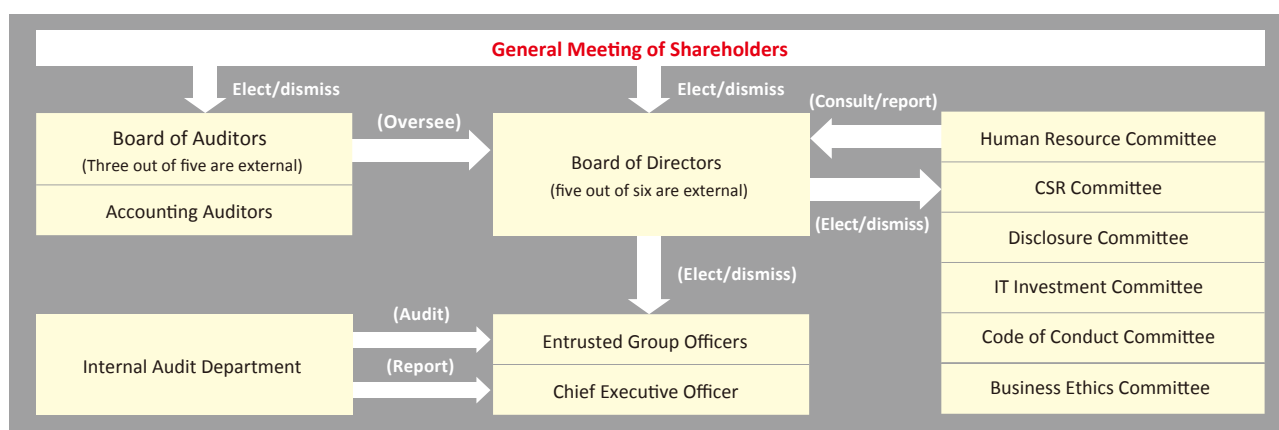 General Meeting of Shareholders
Elect/dismiss
Elect/dismiss
(Consult/report)
Board of Auditors
(Three out of five are external)
Accounting Auditors
(Oversee)
Board of Directors
(five out of six are external)
(Elect/dismiss)
Human Resource Committee
CSR Committee
Disclosure Committee
IT Investment Committee
Code of Conduct Committee
Business Ethics Committee
(Elect/dismiss)
Internal Audit Department
(Audit)
(Report)
Entrusted Group Officers
Chief Executive Officer